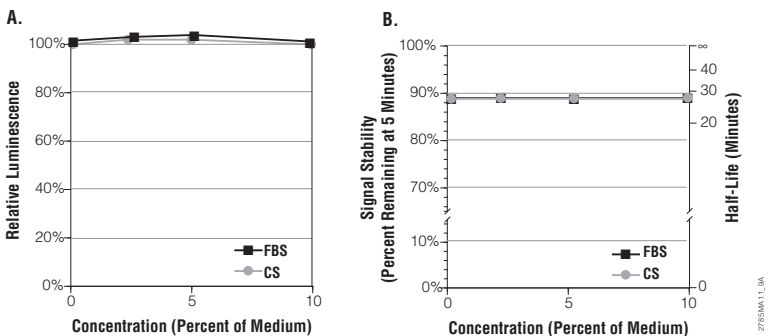 A.
100%
80%
60%
40%
20%
0%
0
5
10
Relative Luminescence
Concentration (Percent of Medium)
FBS
CS
B.
100%
90%
80%
70%
10%
0%
0
5
10
Signal Stability
(Percent Remaining at 5 Minutes)
∞
40
30
20
0
Half-Life (Minutes)
FBS
CS
Concentration (Percent of Medium)
2785MA11_9A